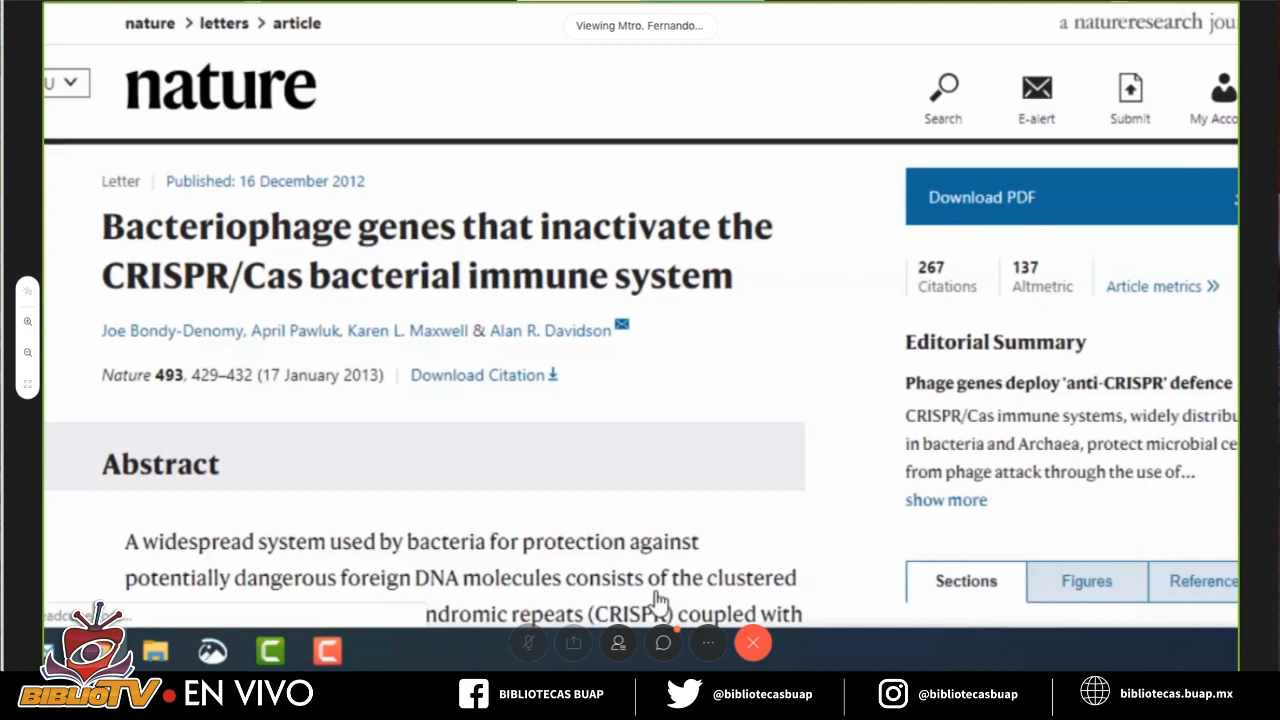 nature > letters > article
Viewing Mtro. Fernando...
a natureresearch jou
U
nature
Search
E-alert
Submit
My Acco
Letter | Published: 16 December 2012
Bacteriophage genes that inactivate the
CRISPR/Cas bacterial immune system
Joe Bondy-Denomy, April Pawluk, Karen L. Maxwell & Alan R. Davidson
Nature 493, 429–432 (17 January 2013) | Download Citation
Abstract
A widespread system used by bacteria for protection against
potentially dangerous foreign DNA molecules consists of the clustered
ndromic repeats (CRISPR) coupled with
Download PDF
267 Citations
137 Altmetric
Article metrics »
Editorial Summary
Phage genes deploy 'anti-CRISPR' defence
CRISPR/Cas immune systems, widely distribu
in bacteria and Archaea, protect microbial ce
from phage attack through the use of...
show more
Sections
Figures
Reference
BIBLIOTV • EN VIVO
BIBLIOTECAS BUAP
@bibliotecasbuap
@bibliotecasbuap
bibliotecas.buap.mx